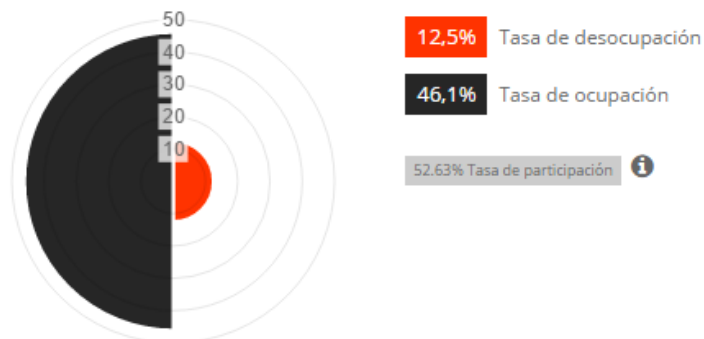 50
40
30
20
10
12,5% Tasa de desocupación
46,1% Tasa de ocupación
52.63% Tasa de participación